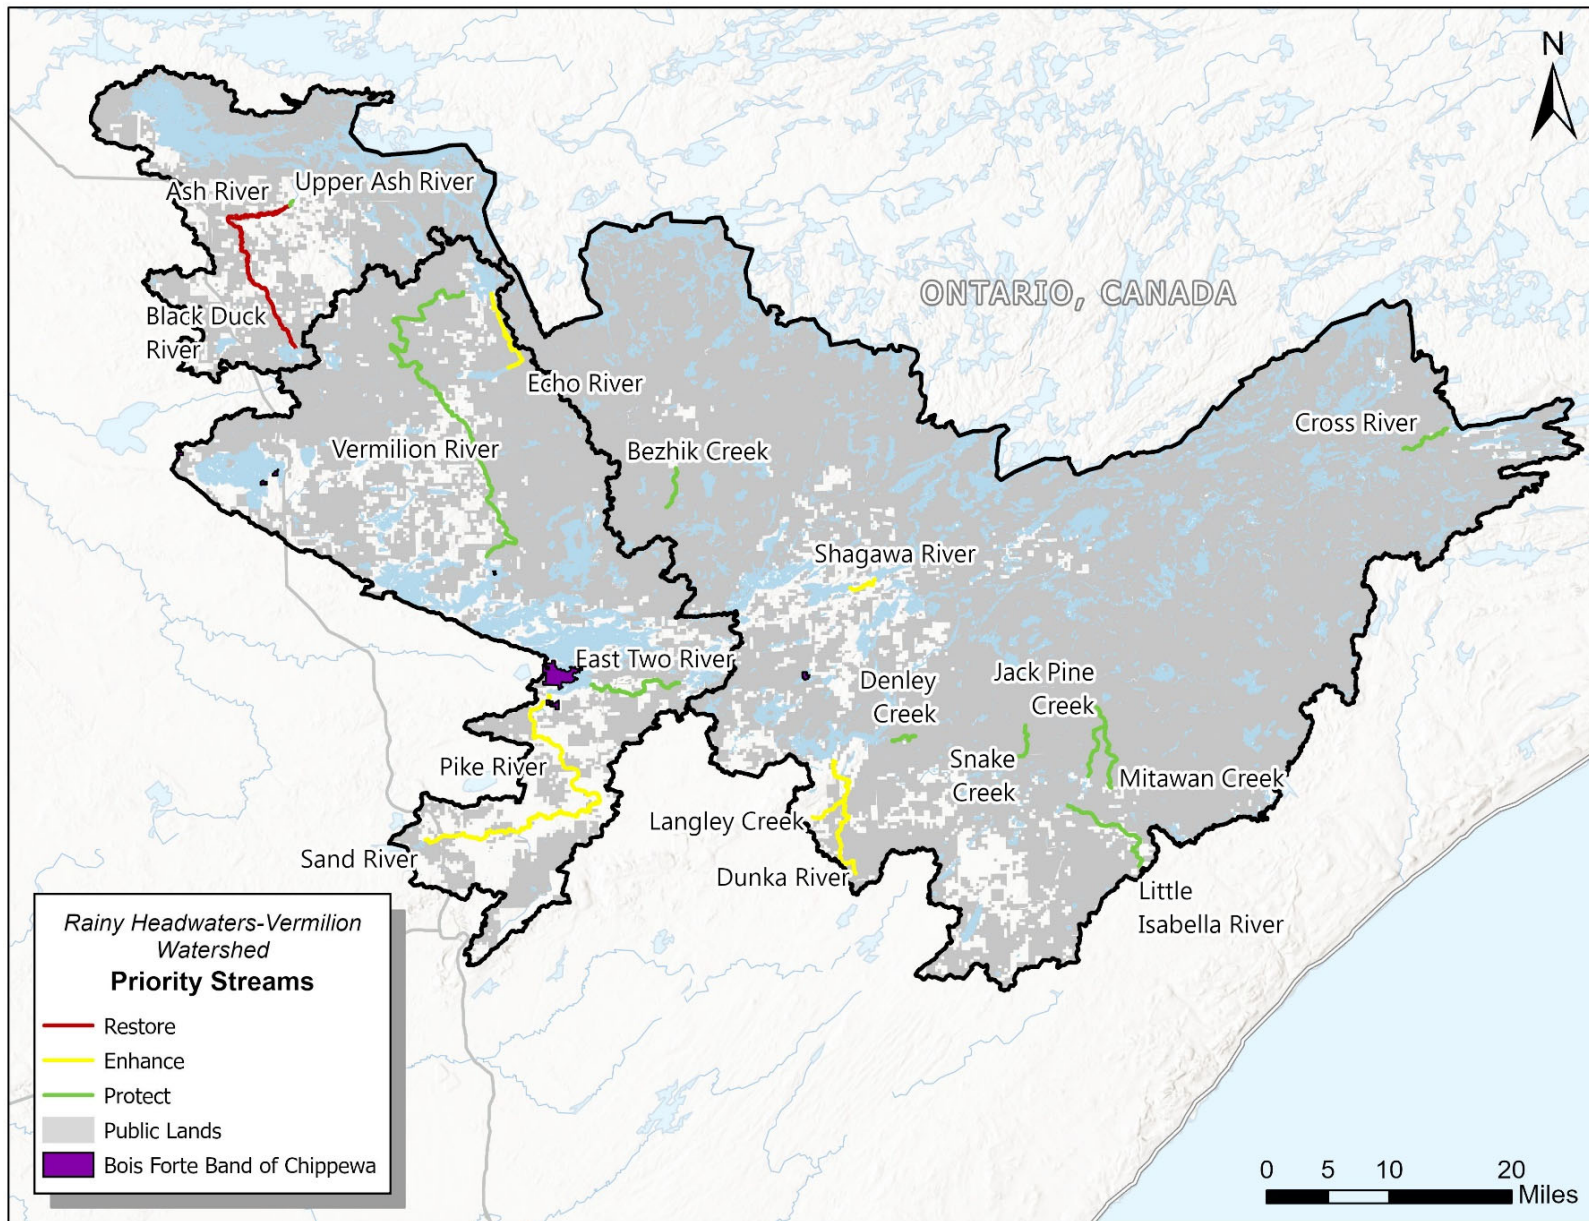 N
Ash River
Upper Ash River
Black Duck
River
ONTARIO, CANADA
Echo River
Vermilion River
Bezhik Creek
Cross River
Shagawa River
East Two River
Denley
Creek
Jack Pine
Creek
Pike River
Snake
Creek
Mitawan Creek
Langley Creek
Sand River
Dunka River
Little
Isabella River
Rainy Headwaters-Vermilion
Watershed
Priority Streams
Restore
Enhance
Protect
Public Lands
Bois Forte Band of Chippewa
0 5 10 20
Miles